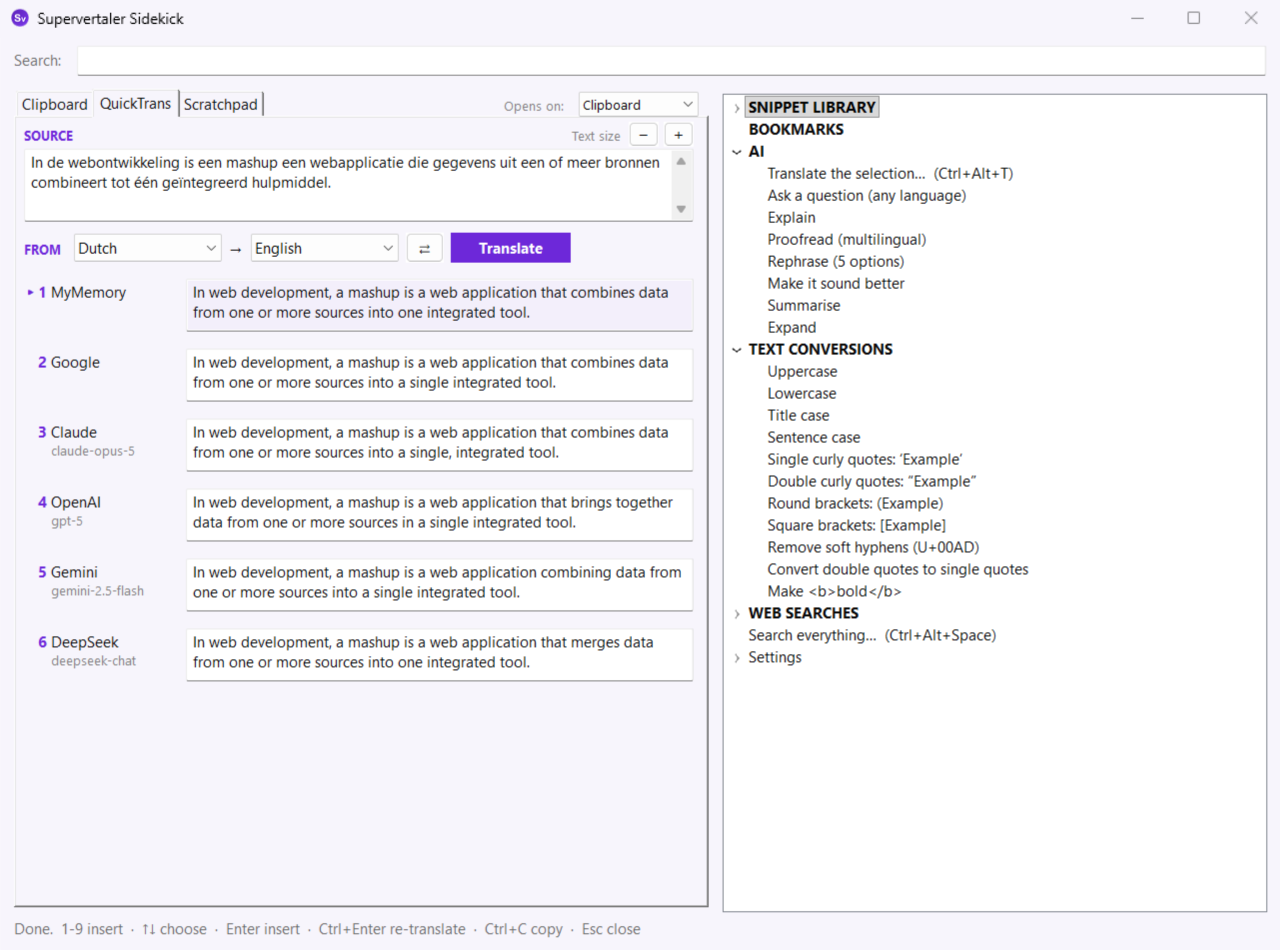 Sv Supervertaler Sidekick
Search:
Clipboard QuickTrans Scratchpad Opens on: Clipboard
SOURCE Text size − +
In de webontwikkeling is een mashup een webapplicatie die gegevens uit een of meer bronnen
combineert tot één geïntegreerd hulpmiddel.
FROM Dutch → English ⇄ Translate
1 MyMemory
In web development, a mashup is a web application that combines data
from one or more sources into one integrated tool.
2 Google
In web development, a mashup is a web application that combines data
from one or more sources into a single integrated tool.
3 Claude
claude-opus-5
In web development, a mashup is a web application that combines data
from one or more sources into a single, integrated tool.
4 OpenAI
gpt-5
In web development, a mashup is a web application that brings together
data from one or more sources in a single integrated tool.
5 Gemini
gemini-2.5-flash
In web development, a mashup is a web application combining data from
one or more sources into a single integrated tool.
6 DeepSeek
deepseek-chat
In web development, a mashup is a web application that merges data
from one or more sources into one integrated tool.
SNIPPET LIBRARY
BOOKMARKS
AI
Translate the selection... (Ctrl+Alt+T)
Ask a question (any language)
Explain
Proofread (multilingual)
Rephrase (5 options)
Make it sound better
Summarise
Expand
TEXT CONVERSIONS
Uppercase
Lowercase
Title case
Sentence case
Single curly quotes: ‘Example’
Double curly quotes: “Example”
Round brackets: (Example)
Square brackets: [Example]
Remove soft hyphens (U+00AD)
Convert double quotes to single quotes
Make <b>bold</b>
WEB SEARCHES
Search everything... (Ctrl+Alt+Space)
Settings
Done. 1-9 insert · ↑↓ choose · Enter insert · Ctrl+Enter re-translate · Ctrl+C copy · Esc close